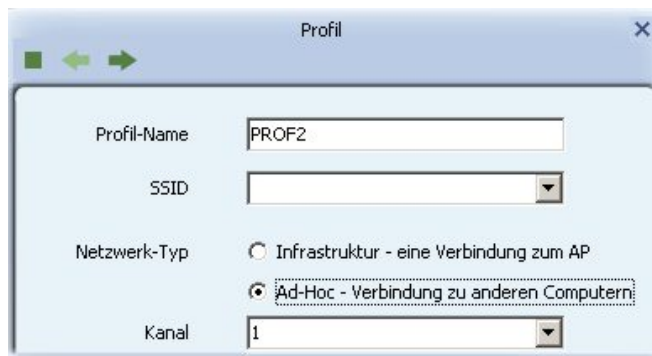 Profil
Profil-Name PROF2
SSID
Netzwerk-Typ Infrastruktur - eine Verbindung zum AP
Ad-Hoc - Verbindung zu anderen Computern
Kanal 1